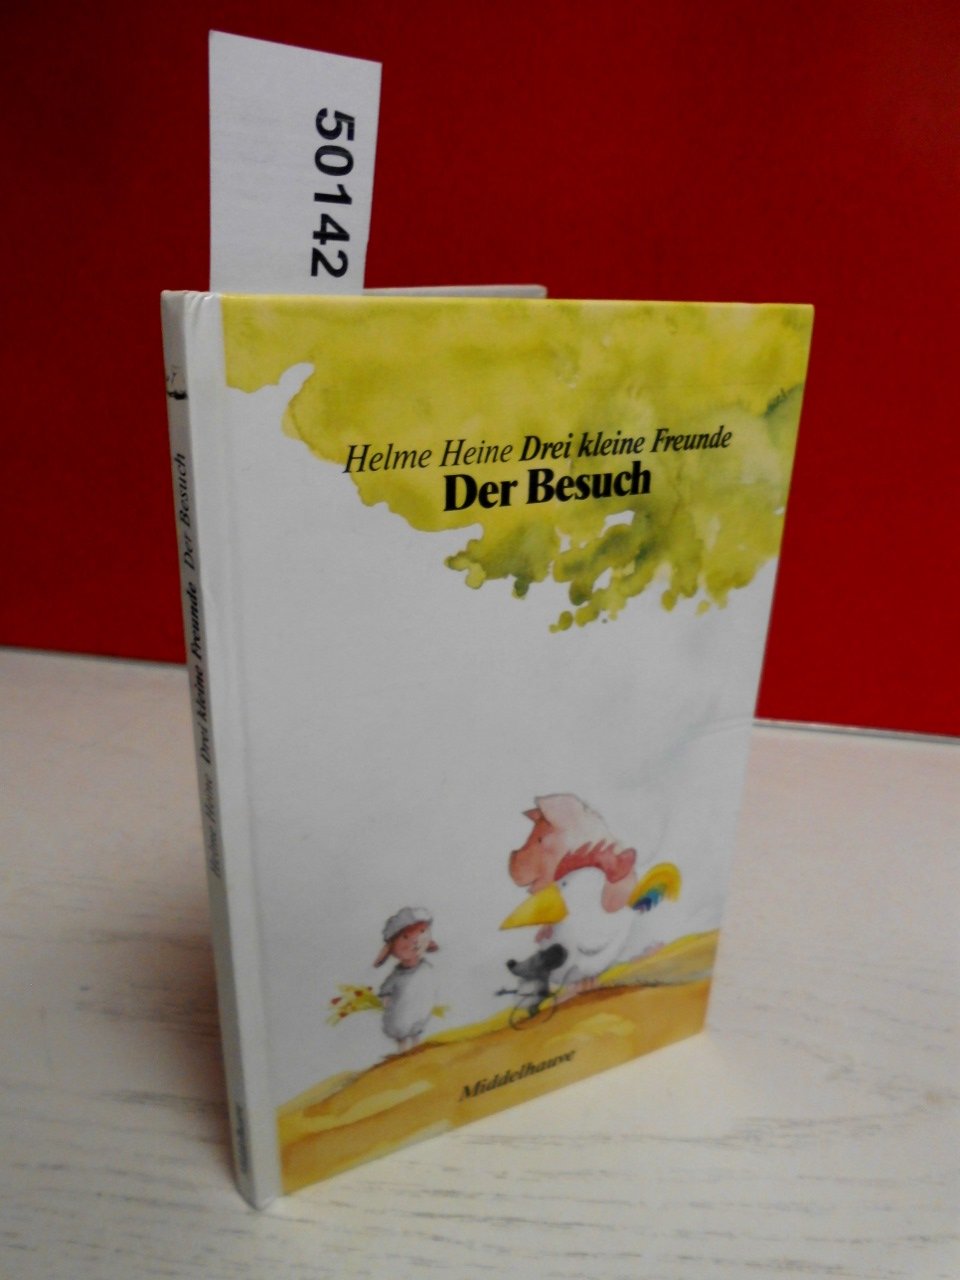 50142
Helme Heine Drei kleine Freunde
Der Besuch
Middelhauve
Helme Heine Drei kleine Freunde Der Besuch